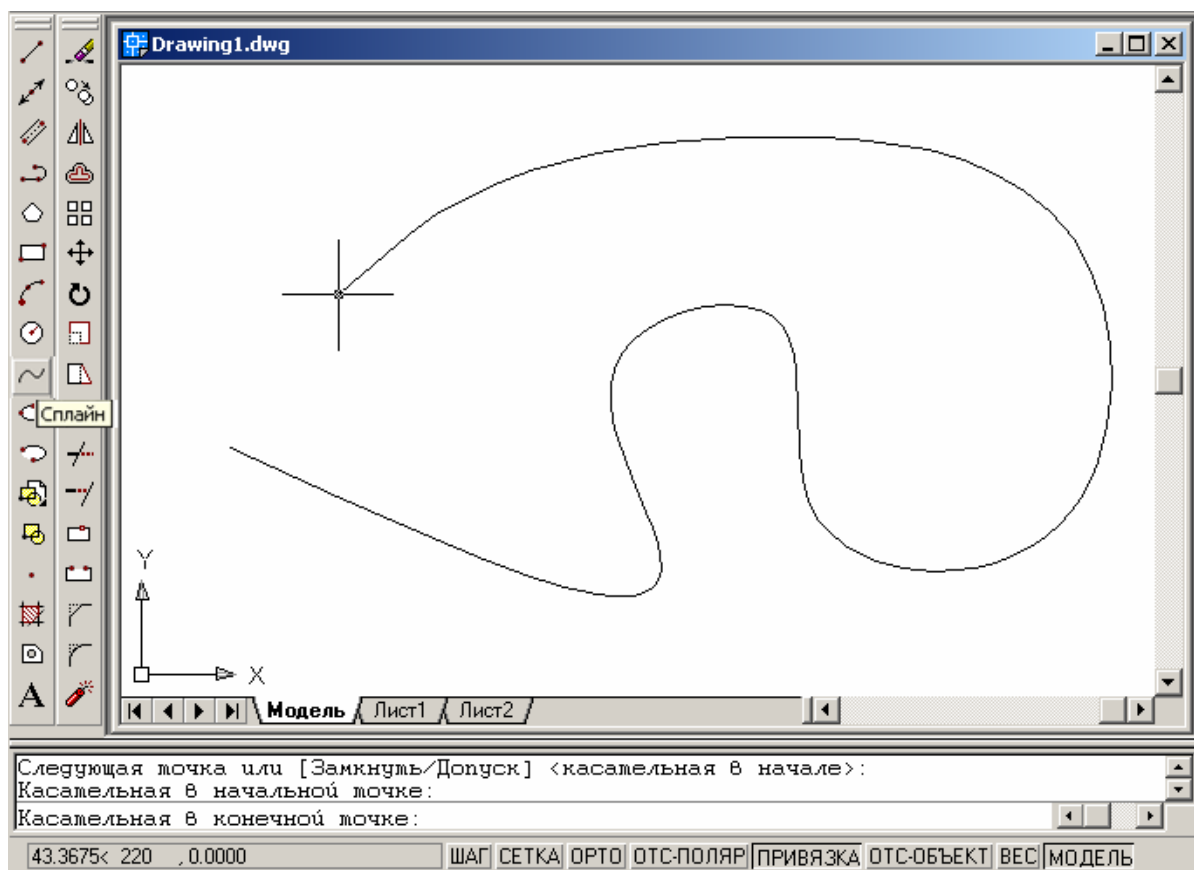 Drawing1.dwg
Сплайн
A
Y
X
Модель Лист1 Лист2
Следующая точка или [Замкнуть/Допуск] <касательная в начале>:
Касательная в начальной точке:
Касательная в конечной точке:
43.3675< 220 , 0.0000 ШАГ СЕТКА ОРТО ОТС-ПОЛЯР ПРИВЯЗКА ОТС-ОБЪЕКТ ВЕС МОДЕЛЬ